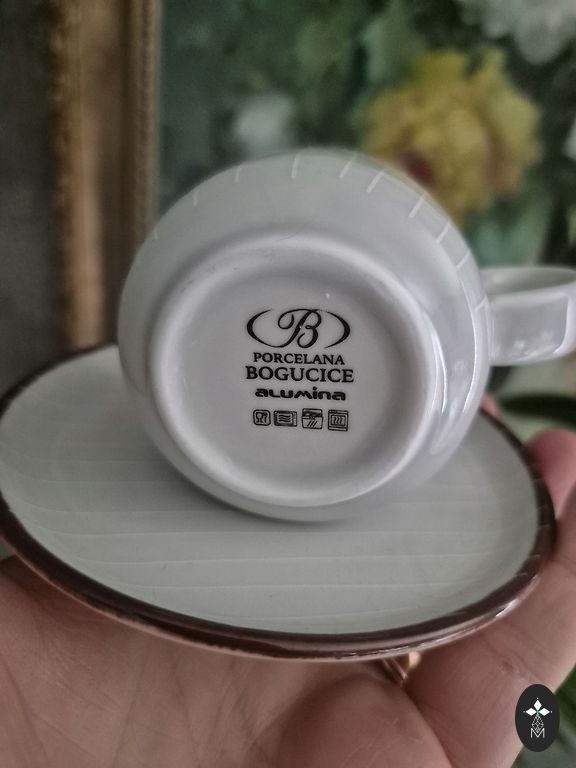 B
PORCELANA
BOGUCICE
alumina
M